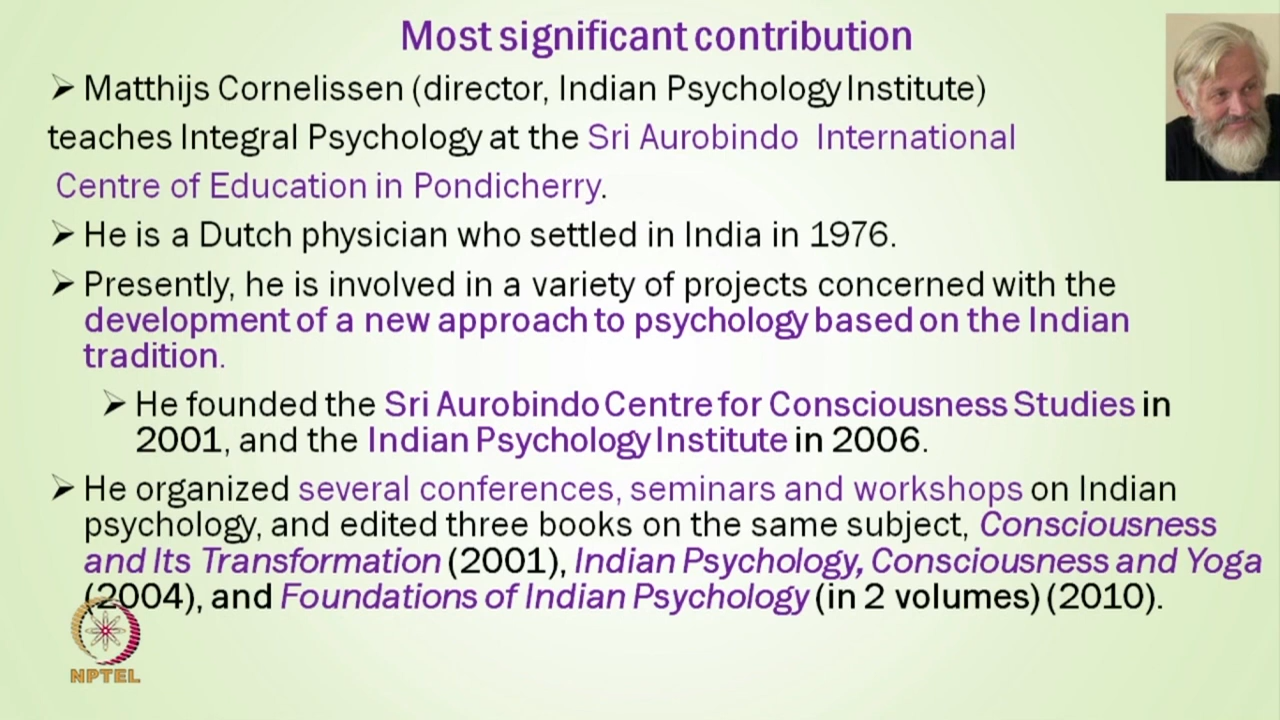 Most significant contribution
➢ Matthijs Cornelissen (director, Indian Psychology Institute)
teaches Integral Psychology at the Sri Aurobindo International
Centre of Education in Pondicherry.
➢ He is a Dutch physician who settled in India in 1976.
➢ Presently, he is involved in a variety of projects concerned with the
development of a new approach to psychology based on the Indian
tradition.
➢ He founded the Sri Aurobindo Centre for Consciousness Studies in
2001, and the Indian Psychology Institute in 2006.
➢ He organized several conferences, seminars and workshops on Indian
psychology, and edited three books on the same subject, Consciousness
and Its Transformation (2001), Indian Psychology, Consciousness and Yoga
(2004), and Foundations of Indian Psychology (in 2 volumes) (2010).
NPTEL